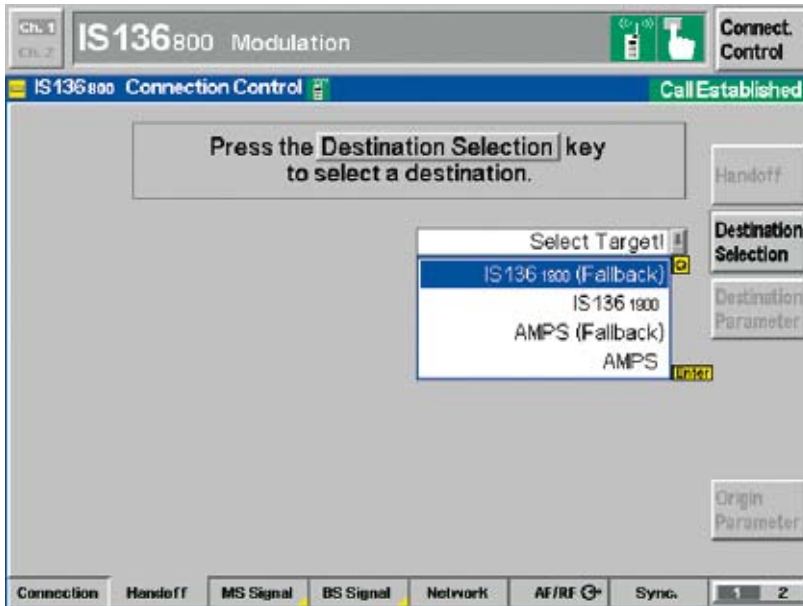 Ch. 1
Ch. 2
IS136 800 Modulation
Connect.
Control
IS136 800 Connection Control
Call Established
Press the Destination Selection key
to select a destination.
Handoff
Select Target!
Destination
Selection
IS136 1900 (Fallback)
IS136 1900
AMPS (Fallback)
AMPS
Enter
Destination
Parameter
Origin
Parameter
Connection Handoff MS Signal BS Signal Network AF/RF Sync. 1 2